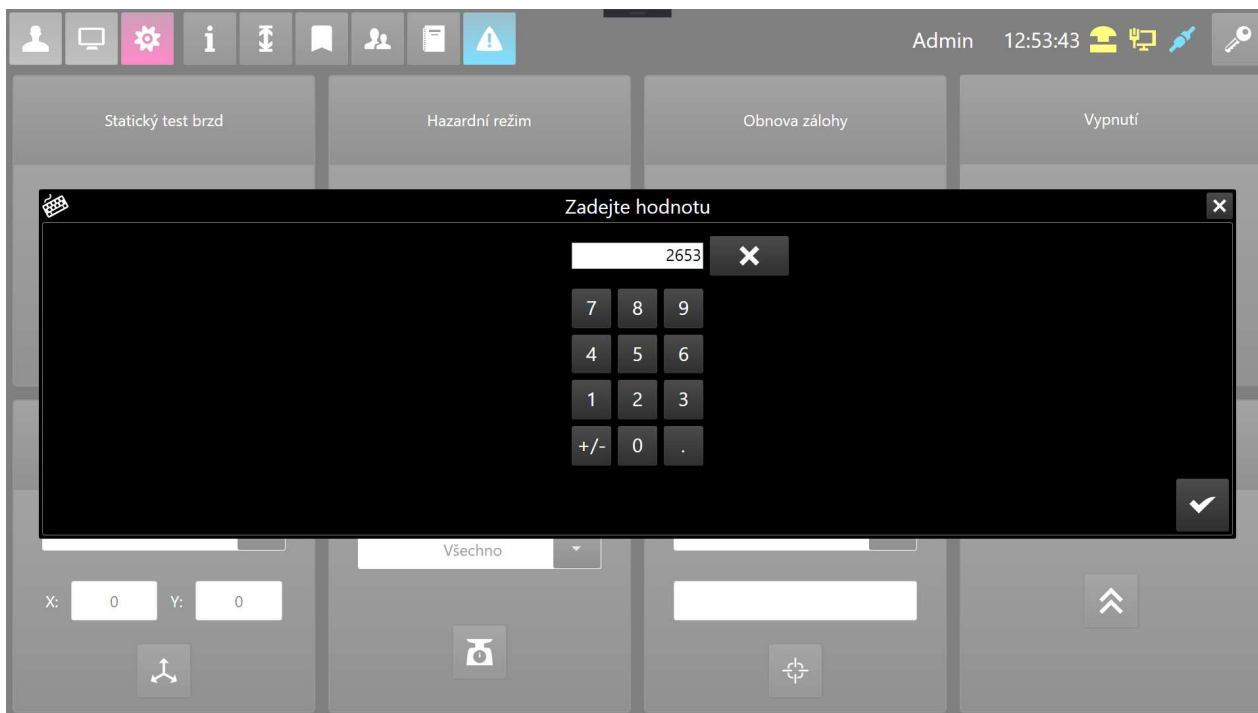 Admin 12:53:43
Statický test brzd
Hazardní režim
Obnova zálohy
Vypnutí
Zadejte hodnotu
2653
7 8 9
4 5 6
1 2 3
+/- 0 .
Všechno
X: 0 Y: 0